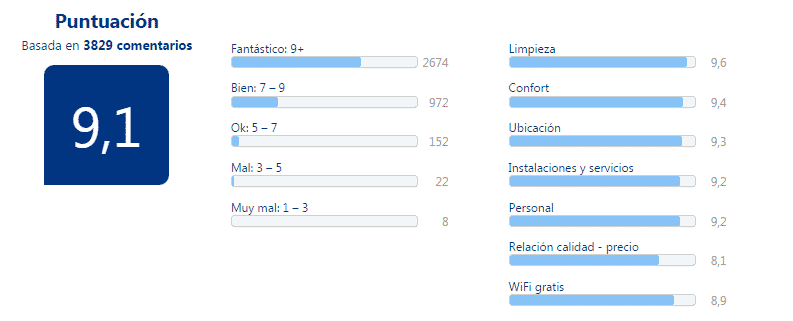 Puntuación
Basada en 3829 comentarios
9,1
Fantástico: 9+
2674
Bien: 7 – 9
972
Ok: 5 – 7
152
Mal: 3 – 5
22
Muy mal: 1 – 3
8
Limpieza
9,6
Confort
9,4
Ubicación
9,3
Instalaciones y servicios
9,2
Personal
9,2
Relación calidad - precio
8,1
WiFi gratis
8,9